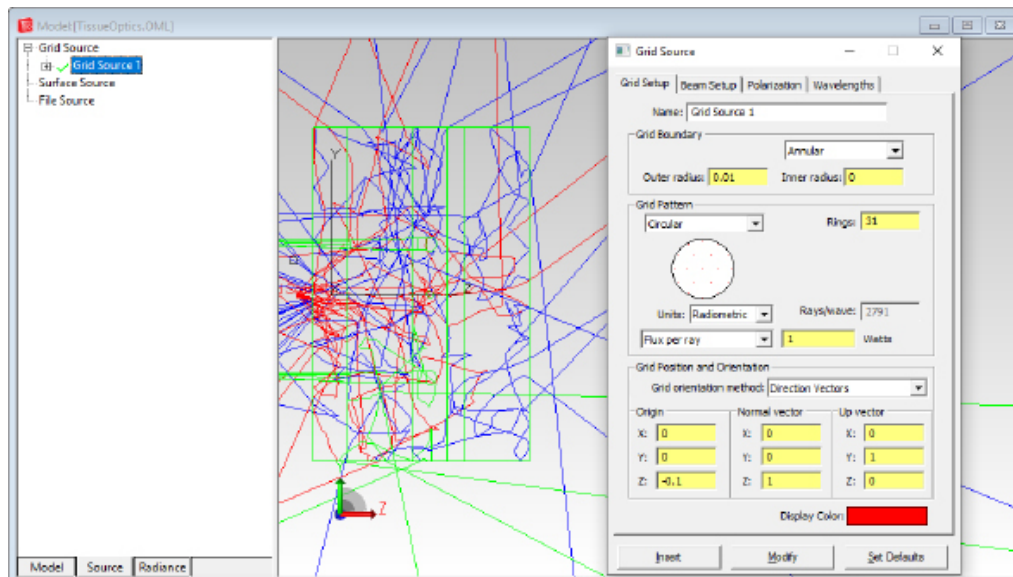 Model:[TissueOptics.OML]
Grid Source
Grid Source 1
Surface Source
File Source
Y
Z
Model Source Radiance
Grid Source
Grid Setup Beam Setup Polarization Wavelengths
Name: Grid Source 1
Grid Boundary
Annular
Outer radius: 0.01 Inner radius: 0
Grid Pattern
Circular Rings: 31
Units: Radiometric Rays/wave: 2791
Flux per ray 1 Watts
Grid Position and Orientation
Grid orientation method: Direction Vectors
Origin Normal vector Up vector
X: 0 X: 0 X: 0
Y: 0 Y: 0 Y: 1
Z: -0.1 Z: 1 Z: 0
Display Color:
Insert Modify Set Defaults